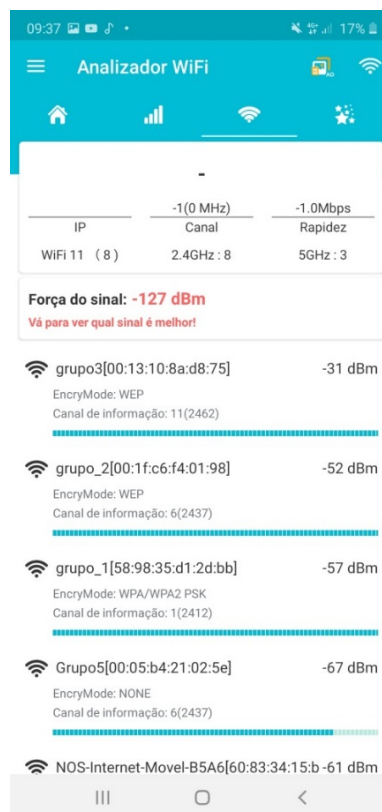 09:37
4G+ 17%
Analizador WiFi
AD
-
-1(0 MHz) -1.0Mbps
IP Canal Rapidez
WiFi 11 ( 8 ) 2.4GHz : 8 5GHz : 3
Força do sinal: -127 dBm
Vá para ver qual sinal é melhor!
grupo3[00:13:10:8a:d8:75] -31 dBm
EncryMode: WEP
Canal de informação: 11(2462)
grupo_2[00:1f:c6:f4:01:98] -52 dBm
EncryMode: WEP
Canal de informação: 6(2437)
grupo_1[58:98:35:d1:2d:bb] -57 dBm
EncryMode: WPA/WPA2 PSK
Canal de informação: 1(2412)
Grupo5[00:05:b4:21:02:5e] -67 dBm
EncryMode: NONE
Canal de informação: 6(2437)
NOS-Internet-Movel-B5A6[60:83:34:15:b -61 dBm